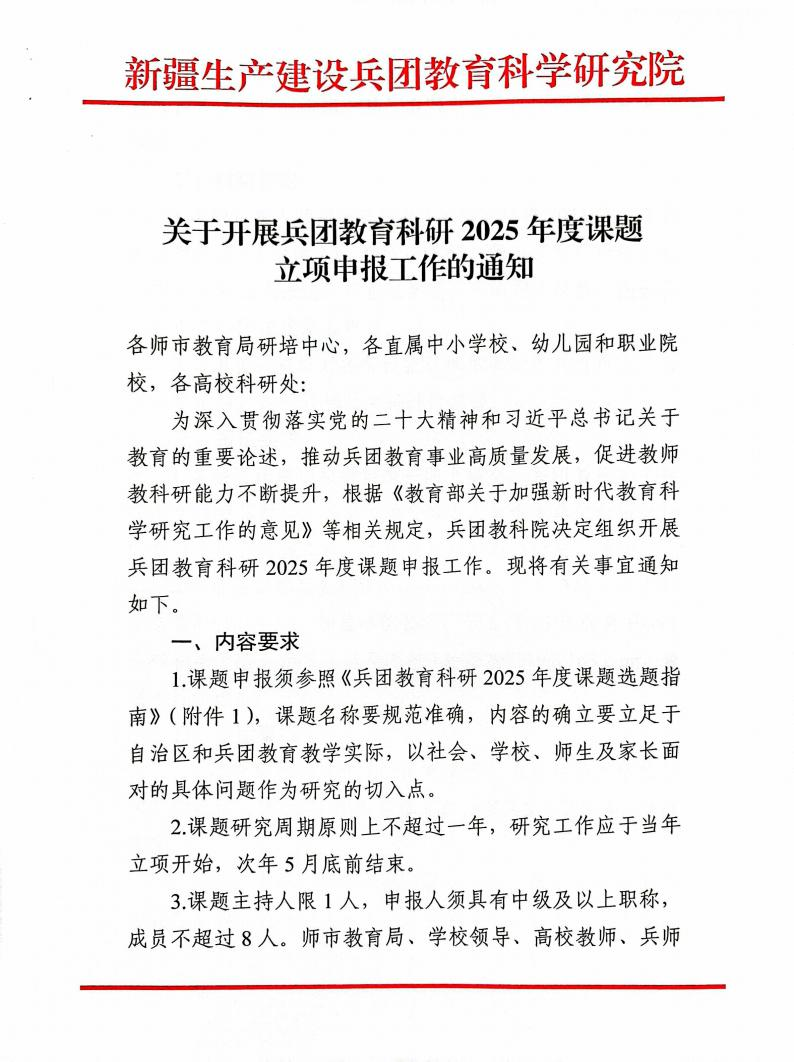 新疆生产建设兵团教育科学研究院
关于开展兵团教育科研 2025 年度课题
立项申报工作的通知
各师市教育局研培中心，各直属中小学校、幼儿园和职业院
校，各高校科研处：
为深入贯彻落实党的二十大精神和习近平总书记关于
教育的重要论述，推动兵团教育事业高质量发展，促进教师
教科研能力不断提升，根据《教育部关于加强新时代教育科
学研究工作的意见》等相关规定，兵团教科院决定组织开展
兵团教育科研 2025 年度课题申报工作。现将有关事宜通知
如下。
一、内容要求
1.课题申报须参照《兵团教育科研 2025 年度课题选题指
南》（附件 1），课题名称要规范准确，内容的确立要立足于
自治区和兵团教育教学实际，以社会、学校、师生及家长面
对的具体问题作为研究的切入点。
2.课题研究周期原则上不超过一年，研究工作应于当年
立项开始，次年 5 月底前结束。
3.课题主持人限 1 人，申报人须具有中级及以上职称，
成员不超过 8 人。师市教育局、学校领导、高校教师、兵师